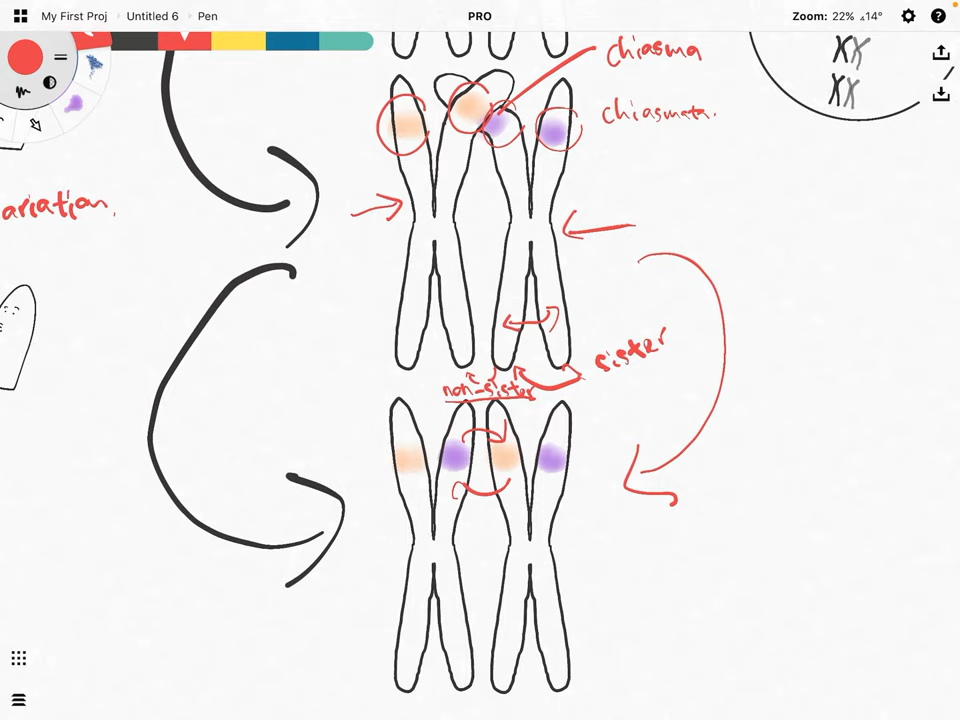 My First Proj Untitled 6 Pen PRO Zoom: 22% ⊿14° ?
chiasma
chiasmata.
ariation.
sister
non-sister